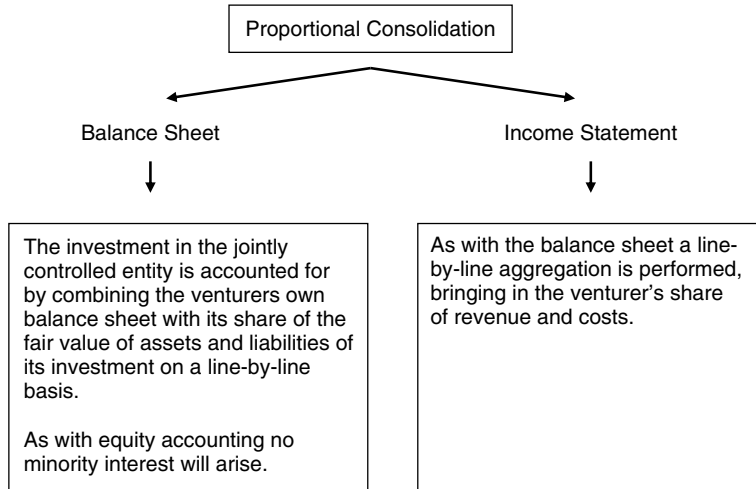 Proportional Consolidation
Balance Sheet
Income Statement
The investment in the jointly
controlled entity is accounted for
by combining the venturers own
balance sheet with its share of the
fair value of assets and liabilities of
its investment on a line-by-line
basis.
As with equity accounting no
minority interest will arise.
As with the balance sheet a line-
by-line aggregation is performed,
bringing in the venturer's share
of revenue and costs.